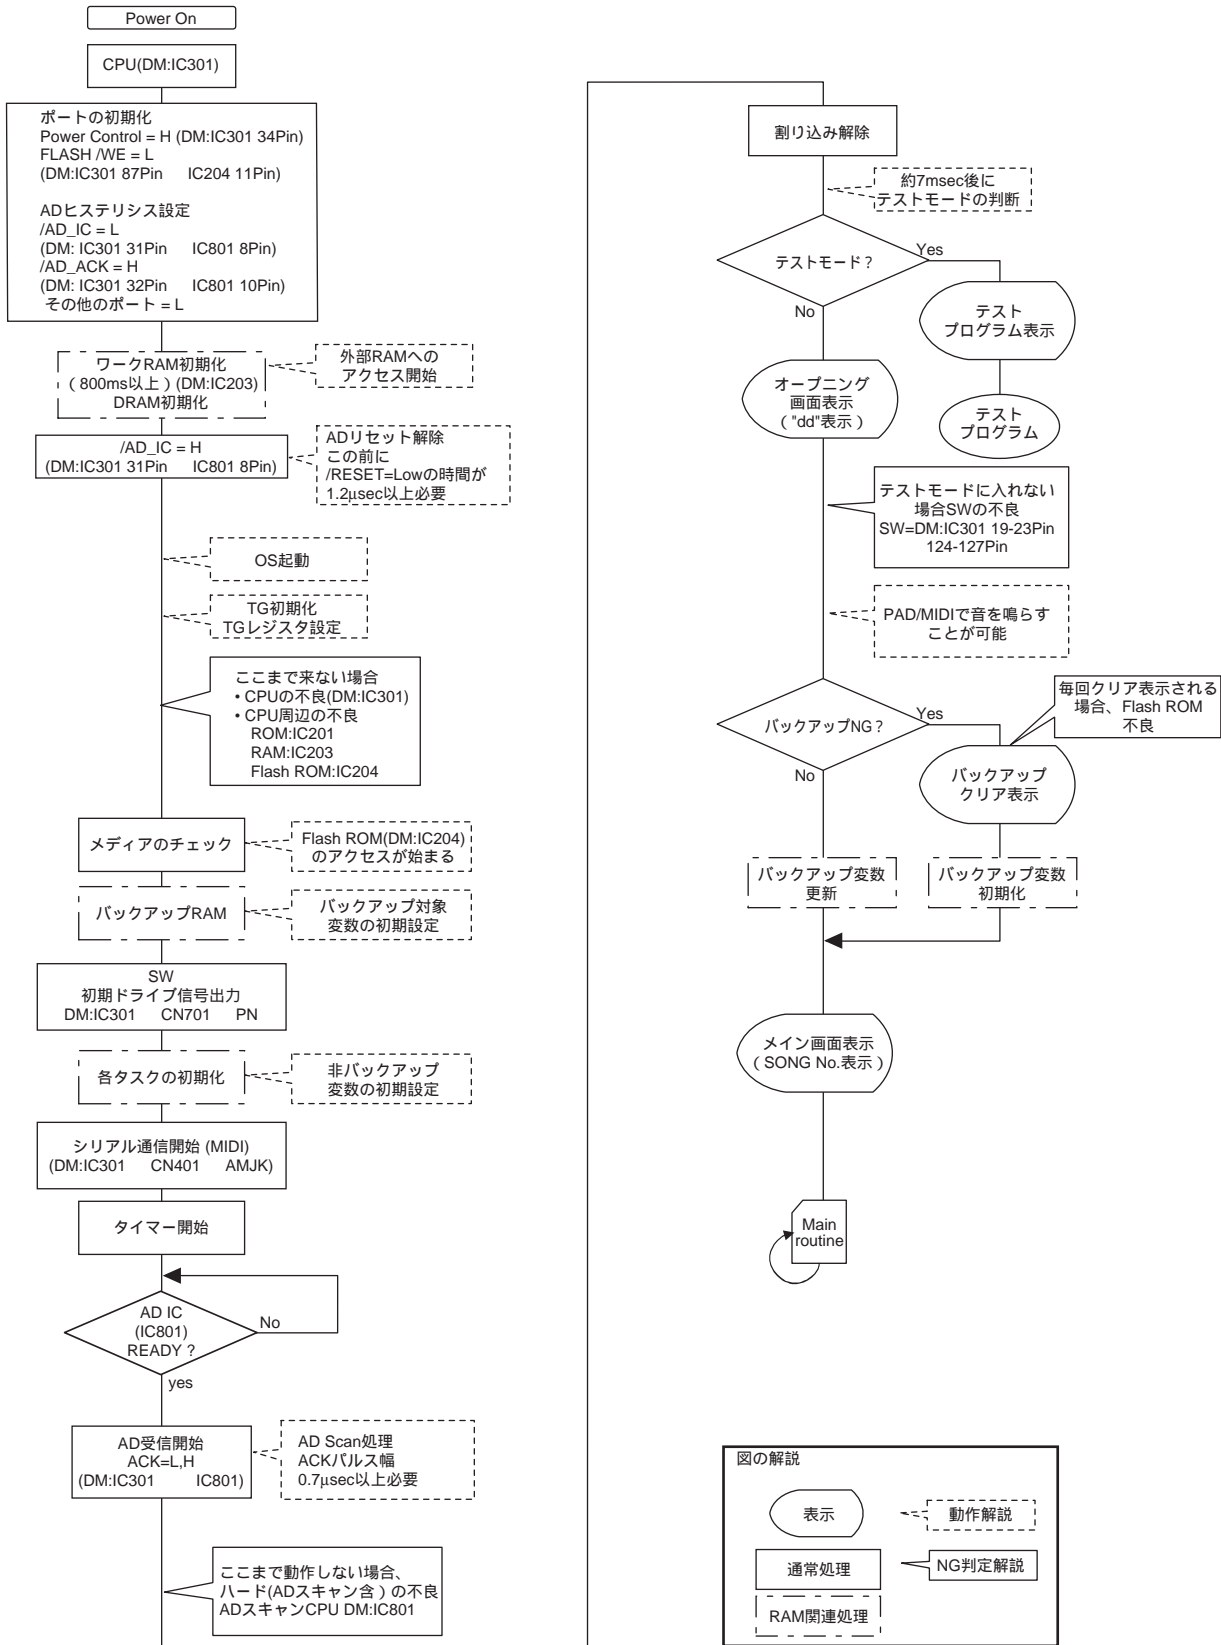 Power On
CPU(DM:IC301)
ポートの初期化
Power Control = H (DM:IC301 34Pin)
FLASH /WE = L
(DM:IC301 87Pin IC204 11Pin)
ADヒステリシス設定
/AD_IC = L
(DM: IC301 31Pin IC801 8Pin)
/AD_ACK = H
(DM: IC301 32Pin IC801 10Pin)
その他のポート = L
ワークRAM初期化
(800ms以上) (DM:IC203)
DRAM初期化
外部RAMへの
アクセス開始
/AD_IC = H
(DM:IC301 31Pin IC801 8Pin)
ADリセット解除
この前に
/RESET=Lowの時間が
1.2μsec以上必要
OS起動
TG初期化
TGレジスタ設定
ここまで来ない場合
• CPUの不良(DM:IC301)
• CPU周辺の不良
ROM:IC201
RAM:IC203
Flash ROM:IC204
メディアのチェック
Flash ROM(DM:IC204)
のアクセスが始まる
バックアップRAM
バックアップ対象
変数の初期設定
SW
初期ドライブ信号出力
DM:IC301 CN701 PN
各タスクの初期化
非バックアップ
変数の初期設定
シリアル通信開始 (MIDI)
(DM:IC301 CN401 AMJK)
タイマー開始
AD IC
(IC801)
READY ?
No
yes
AD受信開始
ACK=L,H
(DM:IC301 IC801)
AD Scan処理
ACKパルス幅
0.7μsec以上必要
ここまで動作しない場合、
ハード(ADスキャン含)の不良
ADスキャンCPU DM:IC801
割り込み解除
約7msec後に
テストモードの判断
テストモード?
Yes
No
テスト
プログラム表示
テスト
プログラム
オープニング
画面表示
("dd"表示)
テストモードに入れない
場合SWの不良
SW=DM:IC301 19-23Pin
124-127Pin
PAD/MIDIで音を鳴らす
ことが可能
バックアップNG?
Yes
No
毎回クリア表示される
場合、Flash ROM
不良
バックアップ
クリア表示
バックアップ変数
更新
バックアップ変数
初期化
メイン画面表示
(SONG No.表示)
Main
routine
図の解説
表示
動作解説
通常処理
NG判定解説
RAM関連処理